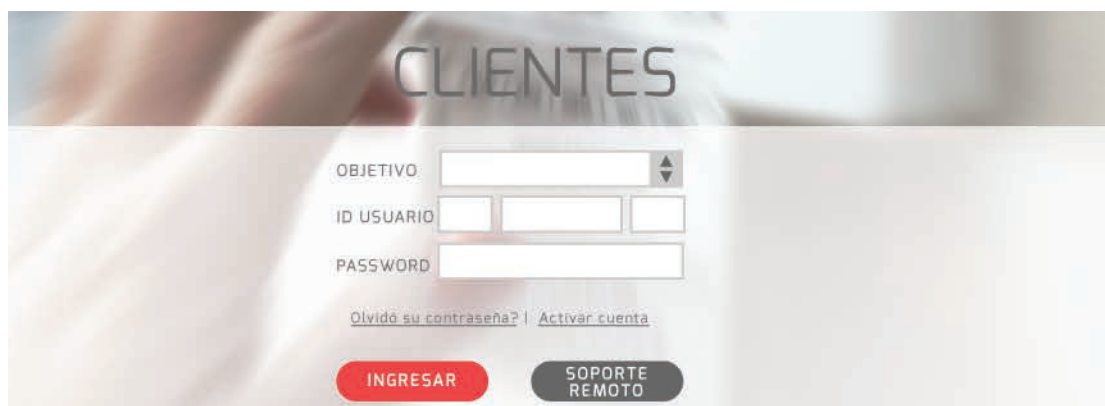 CLIENTES
OBJETIVO
ID USUARIO
PASSWORD
Olvidó su contraseña? | Activar cuenta
INGRESAR
SOPORTE
REMOTO